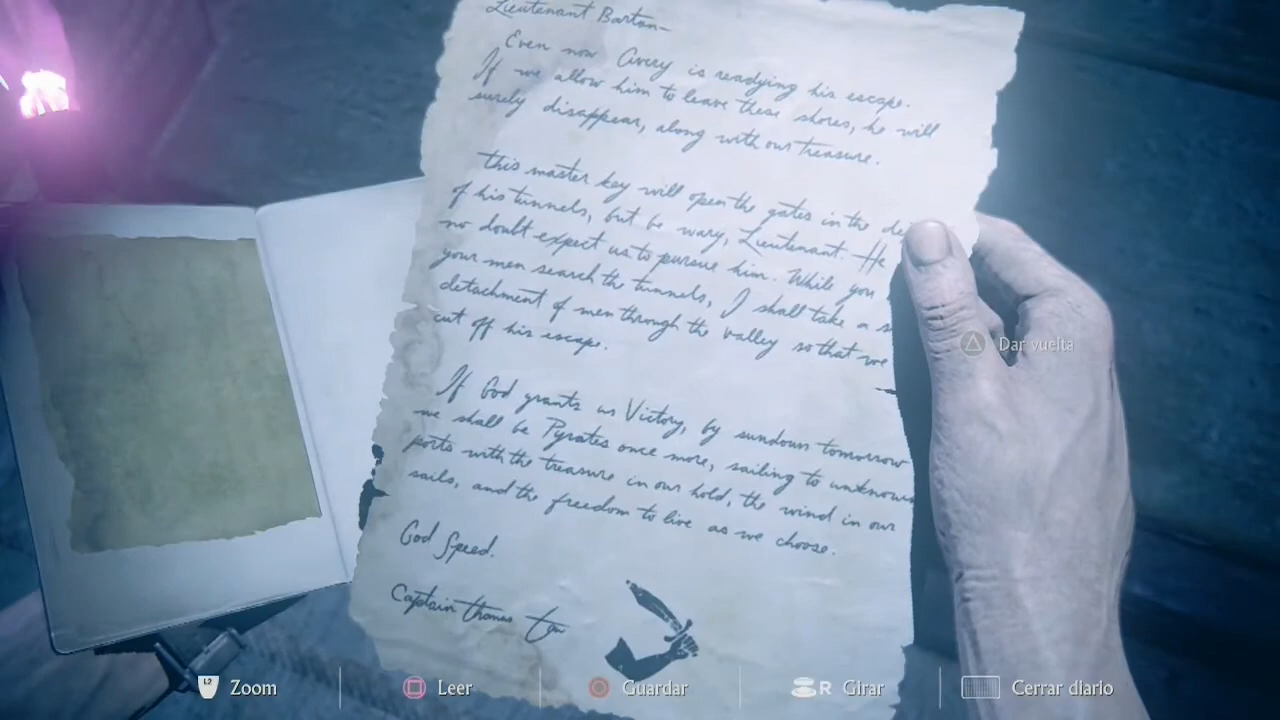 Lieutenant Barton-
Even now Avery is readying his escape.
If we allow him to leave these shores, he will
surely disappear, along with our treasure.
this master key will open the gates in the de
of his tunnels, but be wary, Lieutenant. He
no doubt expect us to pursue him. While you
your men search the tunnels, I shall take a s
detachment of men through the valley so that we
cut off his escape.
If God grants us Victory, by sundown tomorrow
we shall be Pyrates once more, sailing to unknown
ports with the treasure in our hold, the wind in our
sails, and the freedom to live as we choose.
God Speed.
Captain Thomas Tew
Dar vuelta
L2 Zoom
Leer
Guardar
R Girar
Cerrar diario